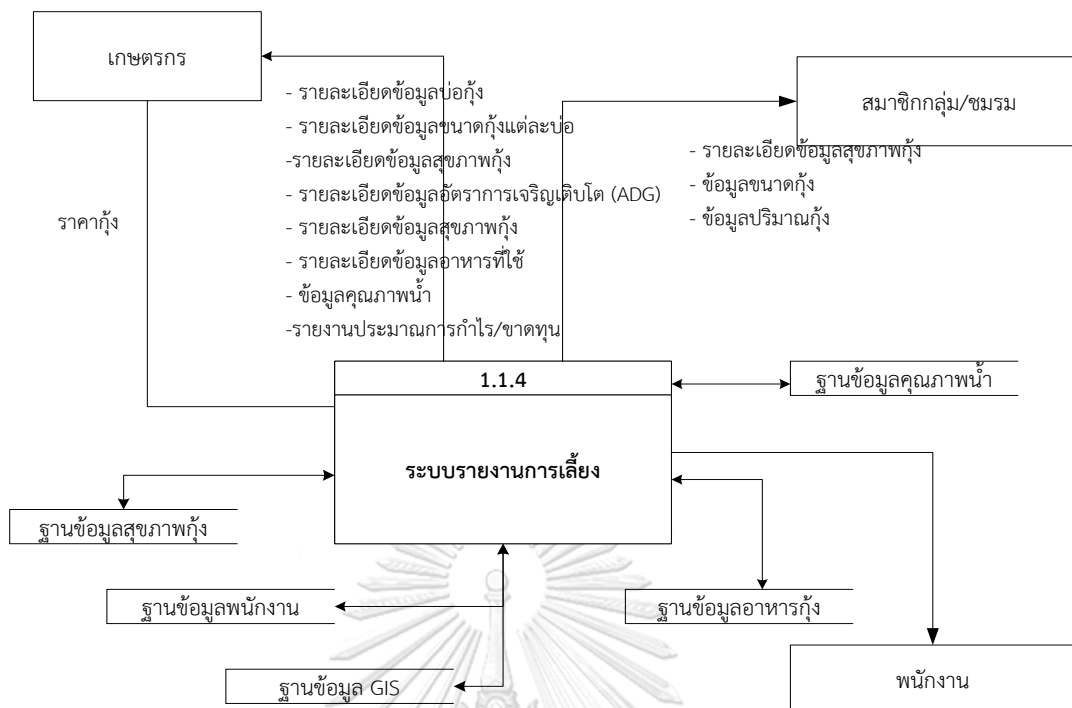 เกษตรกร
- รายละเอียดข้อมูลบ่อกุ้ง
- รายละเอียดข้อมูลขนาดกุ้งแต่ละบ่อ
-รายละเอียดข้อมูลสุขภาพกุ้ง
- รายละเอียดข้อมูลอัตราการเจริญเติบโต (ADG)
- รายละเอียดข้อมูลสุขภาพกุ้ง
- รายละเอียดข้อมูลอาหารที่ใช้
- ข้อมูลคุณภาพน้ำ
-รายงานประมาณการกำไร/ขาดทุน
สมาชิกกลุ่ม/ชมรม
- รายละเอียดข้อมูลสุขภาพกุ้ง
- ข้อมูลขนาดกุ้ง
- ข้อมูลปริมาณกุ้ง
ราคากุ้ง
1.1.4
ระบบรายงานการเลี้ยง
ฐานข้อมูลคุณภาพน้ำ
ฐานข้อมูลสุขภาพกุ้ง
ฐานข้อมูลพนักงาน
ฐานข้อมูลอาหารกุ้ง
ฐานข้อมูล GIS
พนักงาน